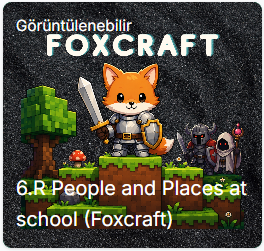 Görüntülenebilir
FOXCRAFT
6.R People and Places at
school (Foxcraft)